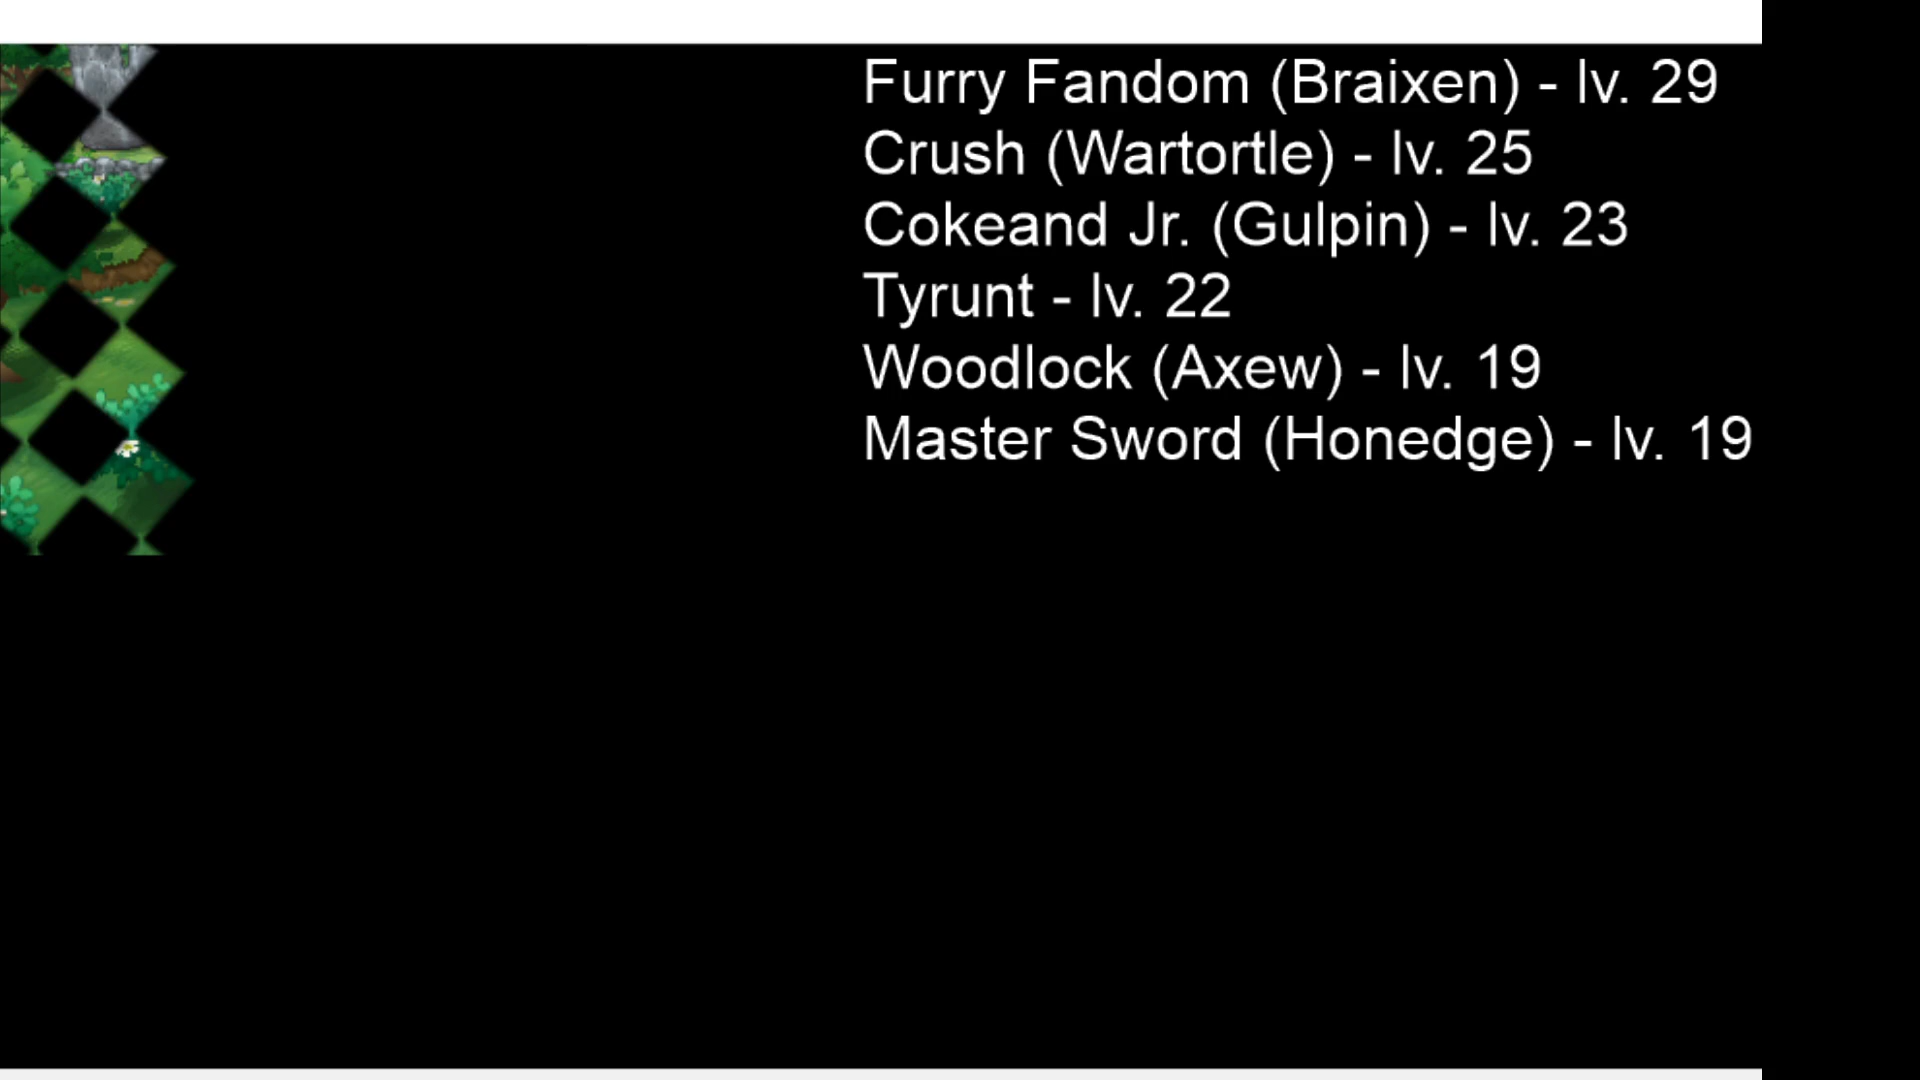 Furry Fandom (Braixen) - lv. 29
Crush (Wartortle) - lv. 25
Cokeand Jr. (Gulpin) - lv. 23
Tyrunt - lv. 22
Woodlock (Axew) - lv. 19
Master Sword (Honedge) - lv. 19